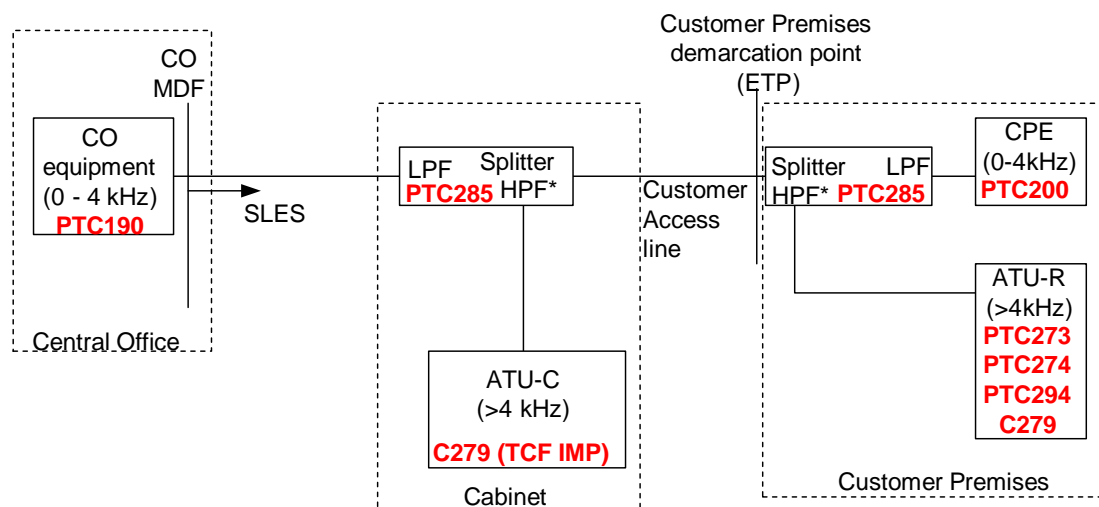 CO
MDF
CO
equipment
(0 - 4 kHz)
PTC190
SLES
Central Office
LPF
Splitter
HPF*
PTC285
ATU-C
(>4 kHz)
C279 (TCF IMP)
Cabinet
Customer
Access
line
Customer Premises
demarcation point
(ETP)
Splitter LPF
HPF* PTC285
CPE
(0-4kHz)
PTC200
ATU-R
(>4kHz)
PTC273
PTC274
PTC294
C279
Customer Premises